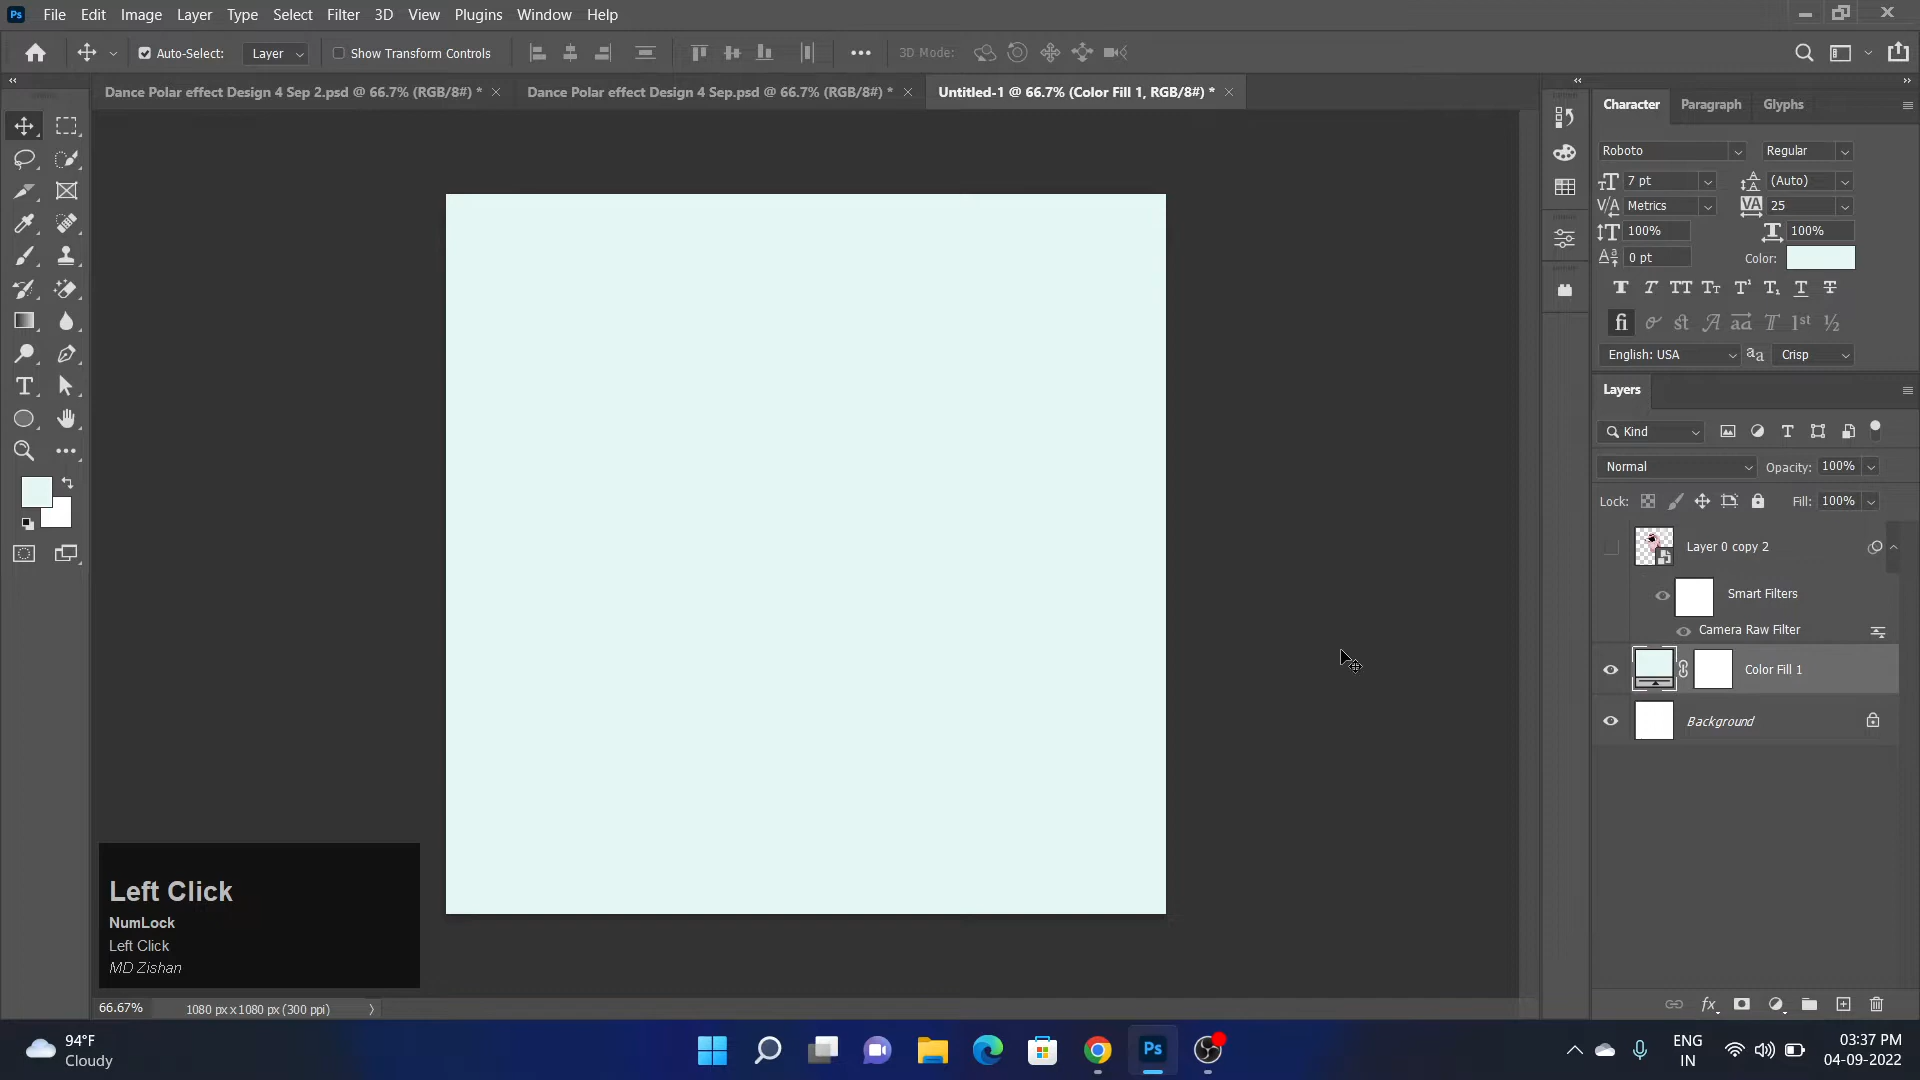 Ps File Edit Image Layer Type Select Filter 3D View Plugins Window Help
Auto-Select: Layer Show Transform Controls 3D Mode:
Dance Polar effect Design 4 Sep 2.psd @ 66.7% (RGB/8#) *
Dance Polar effect Design 4 Sep.psd @ 66.7% (RGB/8#) *
Untitled-1 @ 66.7% (Color Fill 1, RGB/8#) *
Character Paragraph Glyphs
Roboto Regular
7 pt (Auto)
Metrics 25
100% 100%
0 pt Color:
English: USA Crisp
Layers
Kind
Normal Opacity: 100%
Lock: Fill: 100%
Layer 0 copy 2
Smart Filters
Camera Raw Filter
Color Fill 1
Background
Left Click
NumLock
Left Click
MD Zishan
66.67% 1080 px x 1080 px (300 ppi)
94°F
Cloudy
Ps
ENG
IN
03:37 PM
04-09-2022